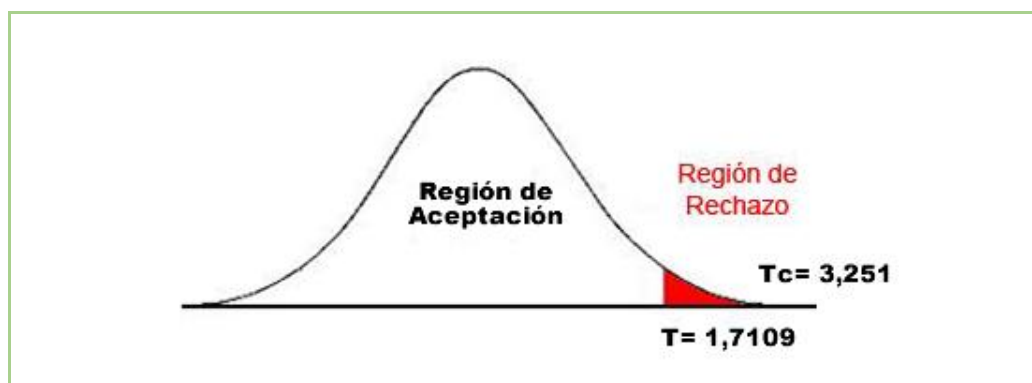 Región de
Aceptación
Región de
Rechazo
Tc= 3,251
T= 1,7109